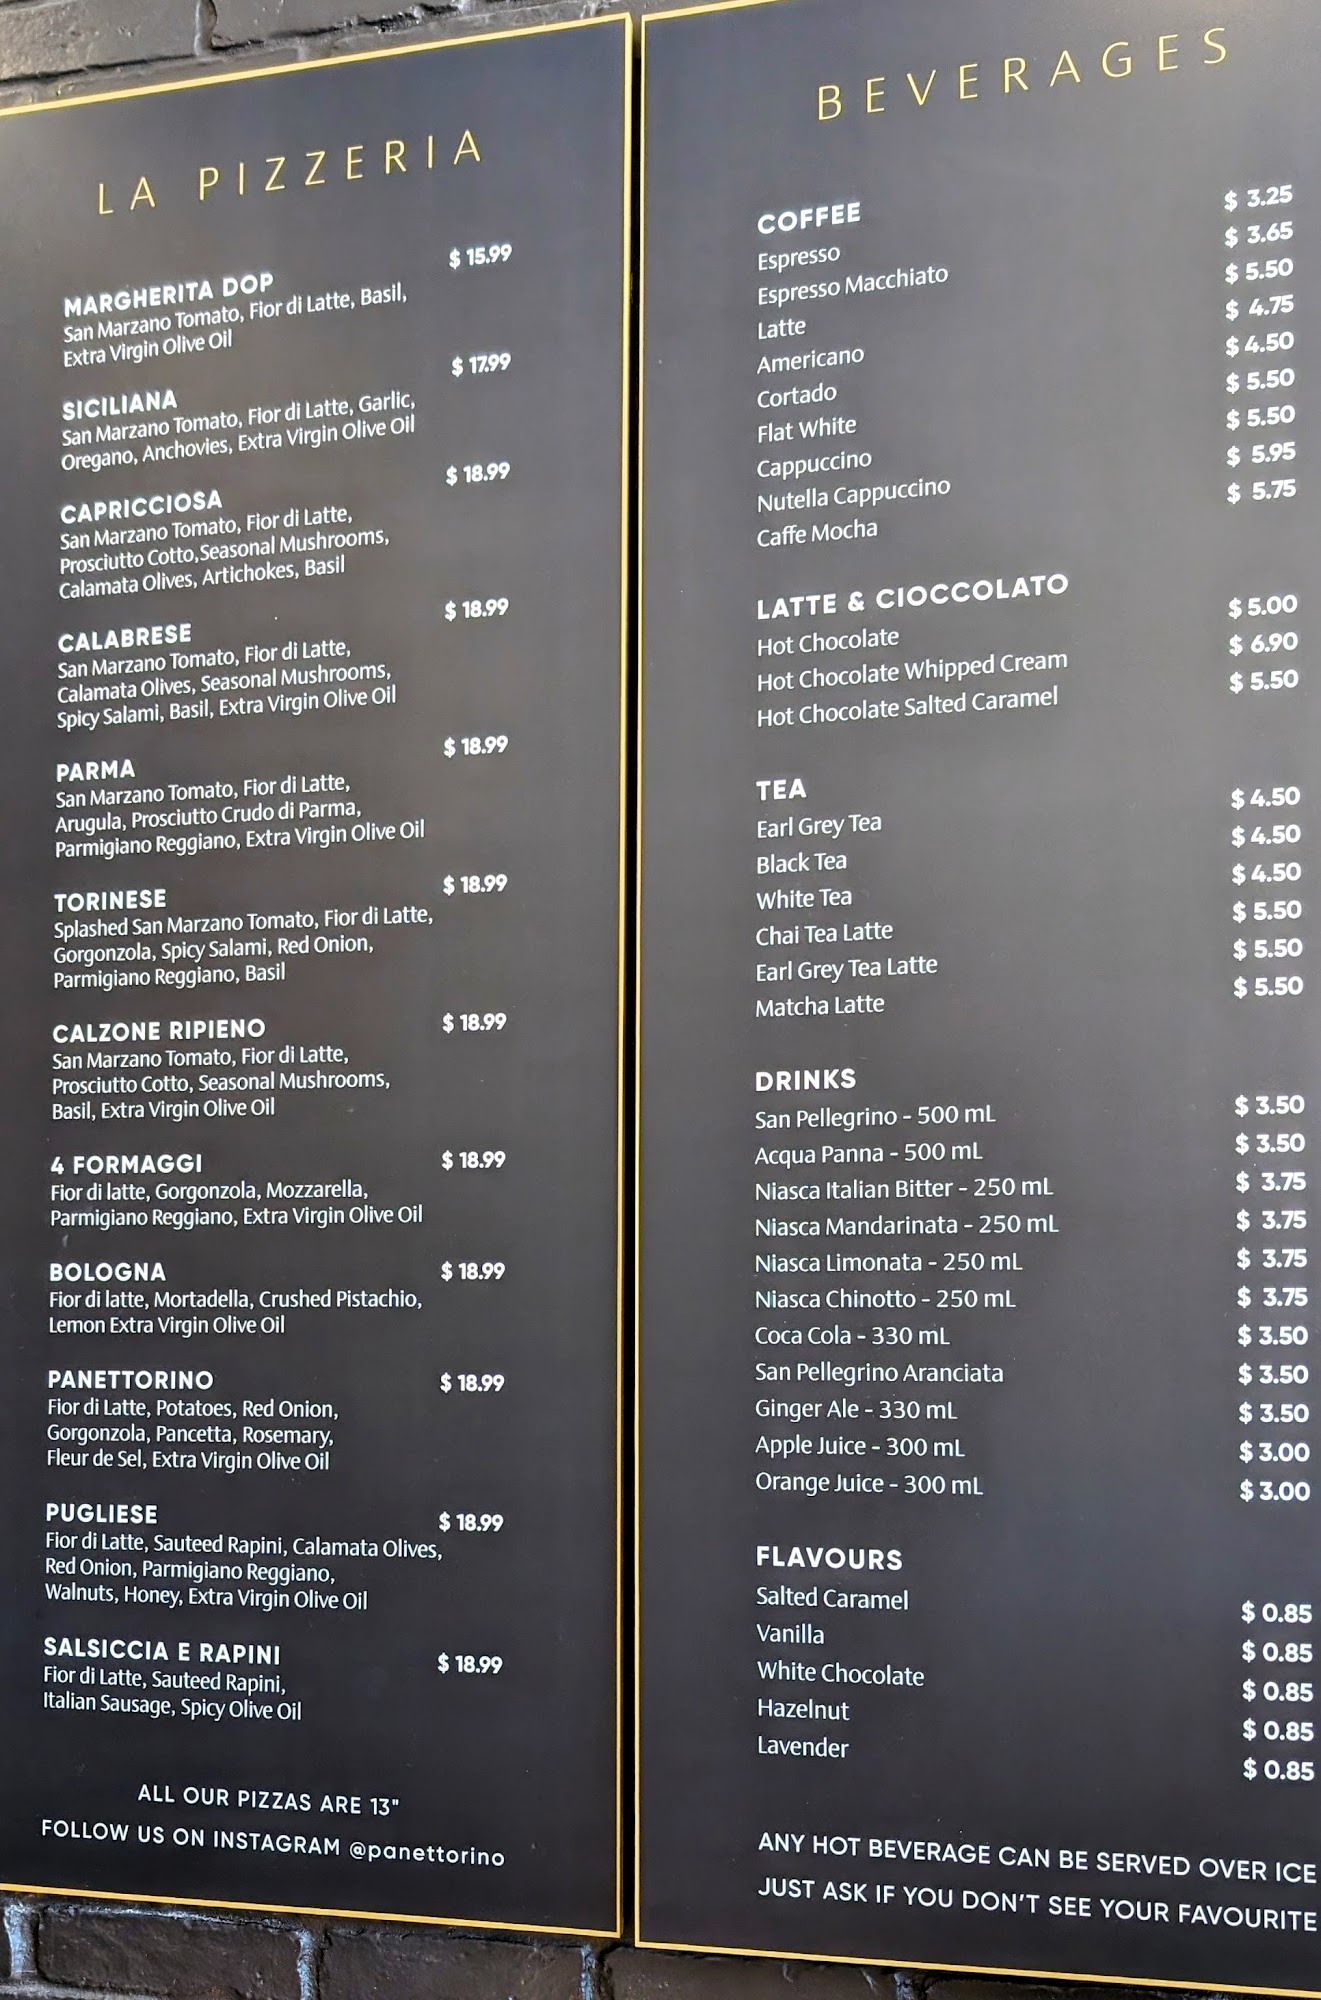 LA PIZZERIA
MARGHERITA DOP $ 15.99
San Marzano Tomato, Fior di Latte, Basil,
Extra Virgin Olive Oil
SICILIANA $ 17.99
San Marzano Tomato, Fior di Latte, Garlic,
Oregano, Anchovies, Extra Virgin Olive Oil
CAPRICCIOSA $ 18.99
San Marzano Tomato, Fior di Latte,
Prosciutto Cotto,Seasonal Mushrooms,
Calamata Olives, Artichokes, Basil
CALABRESE $ 18.99
San Marzano Tomato, Fior di Latte,
Calamata Olives, Seasonal Mushrooms,
Spicy Salami, Basil, Extra Virgin Olive Oil
PARMA $ 18.99
San Marzano Tomato, Fior di Latte,
Arugula, Prosciutto Crudo di Parma,
Parmigiano Reggiano, Extra Virgin Olive Oil
TORINESE $ 18.99
Splashed San Marzano Tomato, Fior di Latte,
Gorgonzola, Spicy Salami, Red Onion,
Parmigiano Reggiano, Basil
CALZONE RIPIENO $ 18.99
San Marzano Tomato, Fior di Latte,
Prosciutto Cotto, Seasonal Mushrooms,
Basil, Extra Virgin Olive Oil
4 FORMAGGI $ 18.99
Fior di latte, Gorgonzola, Mozzarella,
Parmigiano Reggiano, Extra Virgin Olive Oil
BOLOGNA $ 18.99
Fior di latte, Mortadella, Crushed Pistachio,
Lemon Extra Virgin Olive Oil
PANETTORINO $ 18.99
Fior di Latte, Potatoes, Red Onion,
Gorgonzola, Pancetta, Rosemary,
Fleur de Sel, Extra Virgin Olive Oil
PUGLIESE $ 18.99
Fior di Latte, Sauteed Rapini, Calamata Olives,
Red Onion, Parmigiano Reggiano,
Walnuts, Honey, Extra Virgin Olive Oil
SALSICCIA E RAPINI $ 18.99
Fior di Latte, Sauteed Rapini,
Italian Sausage, Spicy Olive Oil
ALL OUR PIZZAS ARE 13"
FOLLOW US ON INSTAGRAM @panettorino
BEVERAGES
COFFEE
Espresso $ 3.25
Espresso Macchiato $ 3.65
Latte $ 5.50
Americano $ 4.75
Cortado $ 4.50
Flat White $ 5.50
Cappuccino $ 5.50
Nutella Cappuccino $ 5.95
Caffe Mocha $ 5.75
LATTE & CIOCCOLATO
Hot Chocolate $ 5.00
Hot Chocolate Whipped Cream $ 6.90
Hot Chocolate Salted Caramel $ 5.50
TEA
Earl Grey Tea $ 4.50
Black Tea $ 4.50
White Tea $ 4.50
Chai Tea Latte $ 5.50
Earl Grey Tea Latte $ 5.50
Matcha Latte $ 5.50
DRINKS
San Pellegrino - 500 mL $ 3.50
Acqua Panna - 500 mL $ 3.50
Niasca Italian Bitter - 250 mL $ 3.75
Niasca Mandarinata - 250 mL $ 3.75
Niasca Limonata - 250 mL $ 3.75
Niasca Chinotto - 250 mL $ 3.75
Coca Cola - 330 mL $ 3.50
San Pellegrino Aranciata $ 3.50
Ginger Ale - 330 mL $ 3.50
Apple Juice - 300 mL $ 3.00
Orange Juice - 300 mL $ 3.00
FLAVOURS
Salted Caramel $ 0.85
Vanilla $ 0.85
White Chocolate $ 0.85
Hazelnut $ 0.85
Lavender $ 0.85
ANY HOT BEVERAGE CAN BE SERVED OVER ICE
JUST ASK IF YOU DON'T SEE YOUR FAVOURITE